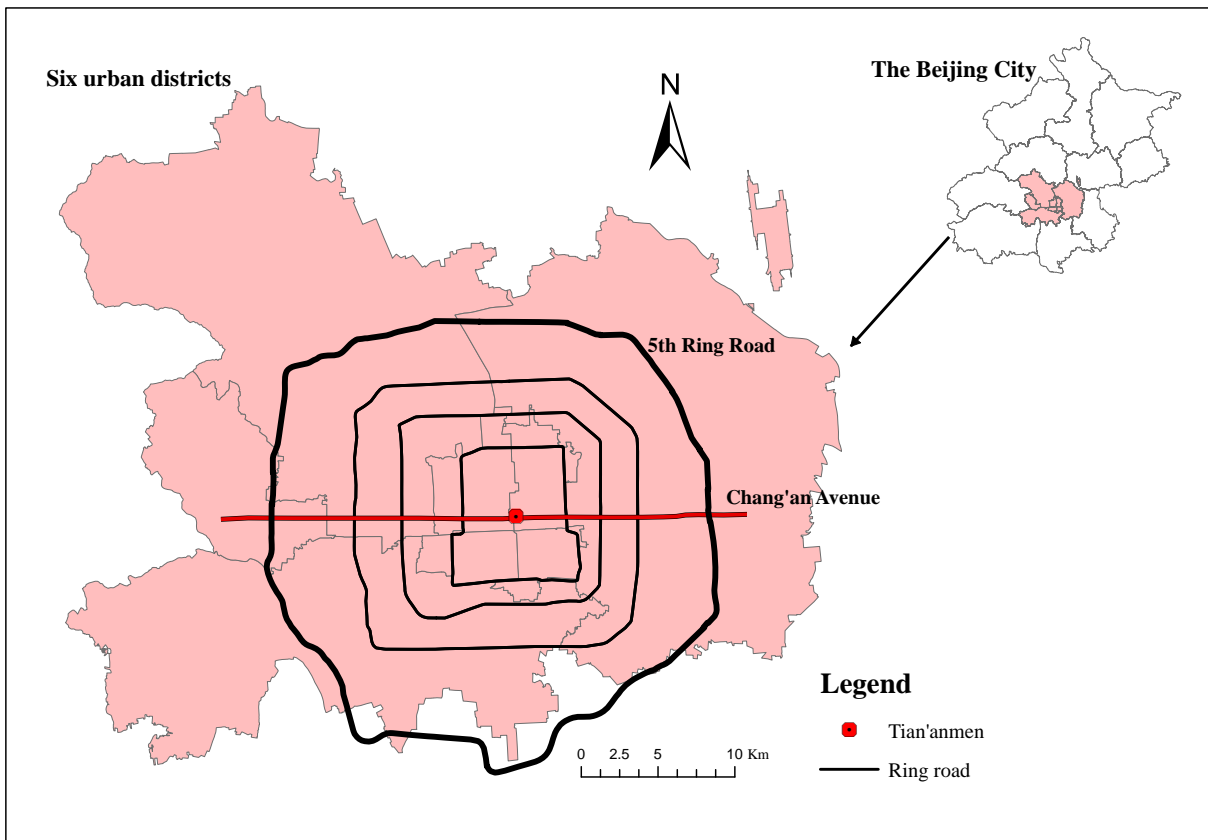 Six urban districts
The Beijing City
N
5th Ring Road
Chang'an Avenue
Legend
Tian'anmen
Ring road
0 2.5 5 10 Km